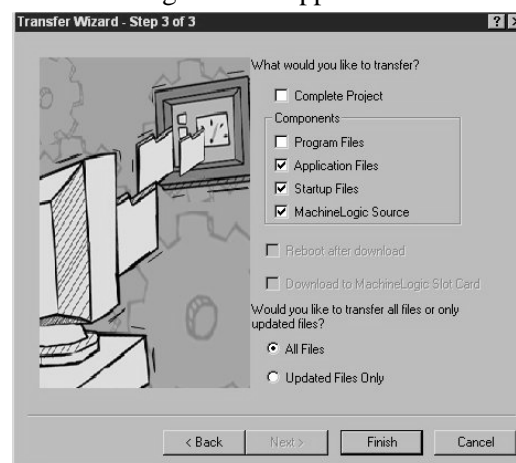 Transfer Wizard - Step 3 of 3
What would you like to transfer?
Complete Project
Components
Program Files
Application Files
Startup Files
MachineLogic Source
Reboot after download
Download to MachineLogic Slot Card
Would you like to transfer all files or only
updated files?
All Files
Updated Files Only
< Back Next > Finish Cancel